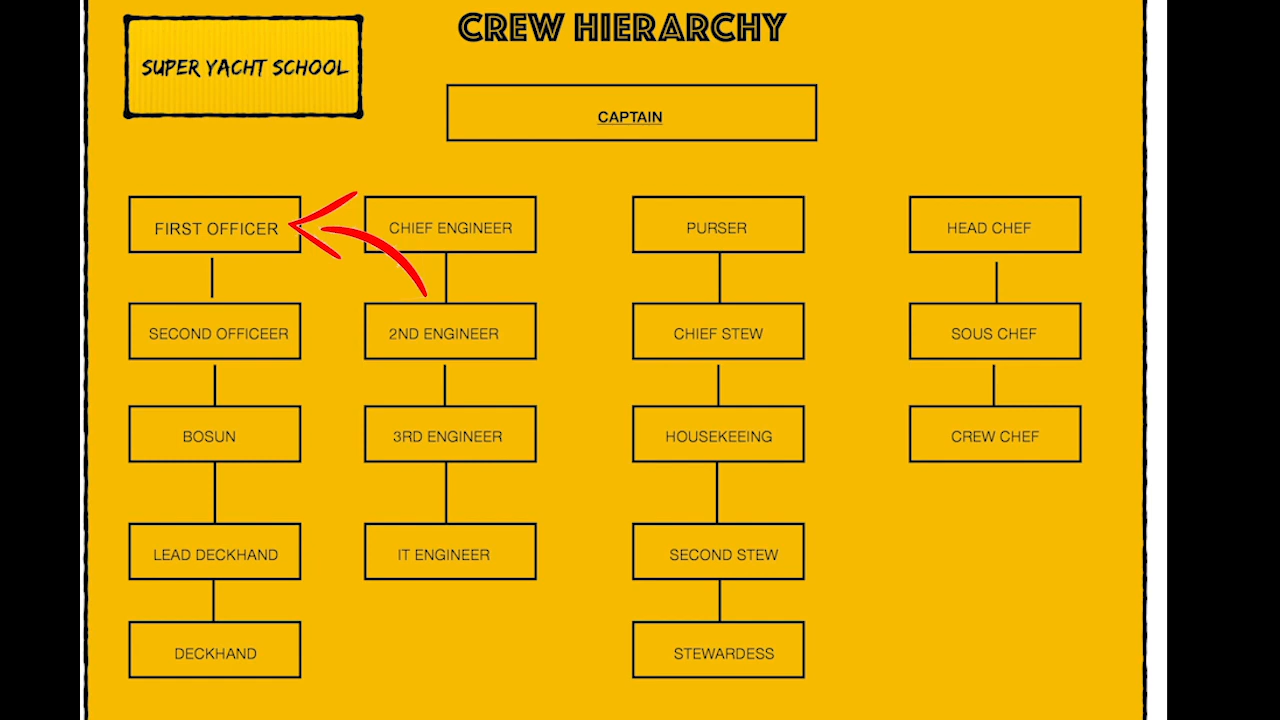 CREW HIERARCHY
SUPER YACHT SCHOOL
CAPTAIN
FIRST OFFICER
CHIEF ENGINEER
PURSER
HEAD CHEF
SECOND OFFICEER
2ND ENGINEER
CHIEF STEW
SOUS CHEF
BOSUN
3RD ENGINEER
HOUSEKEEING
CREW CHEF
LEAD DECKHAND
IT ENGINEER
SECOND STEW
DECKHAND
STEWARDESS